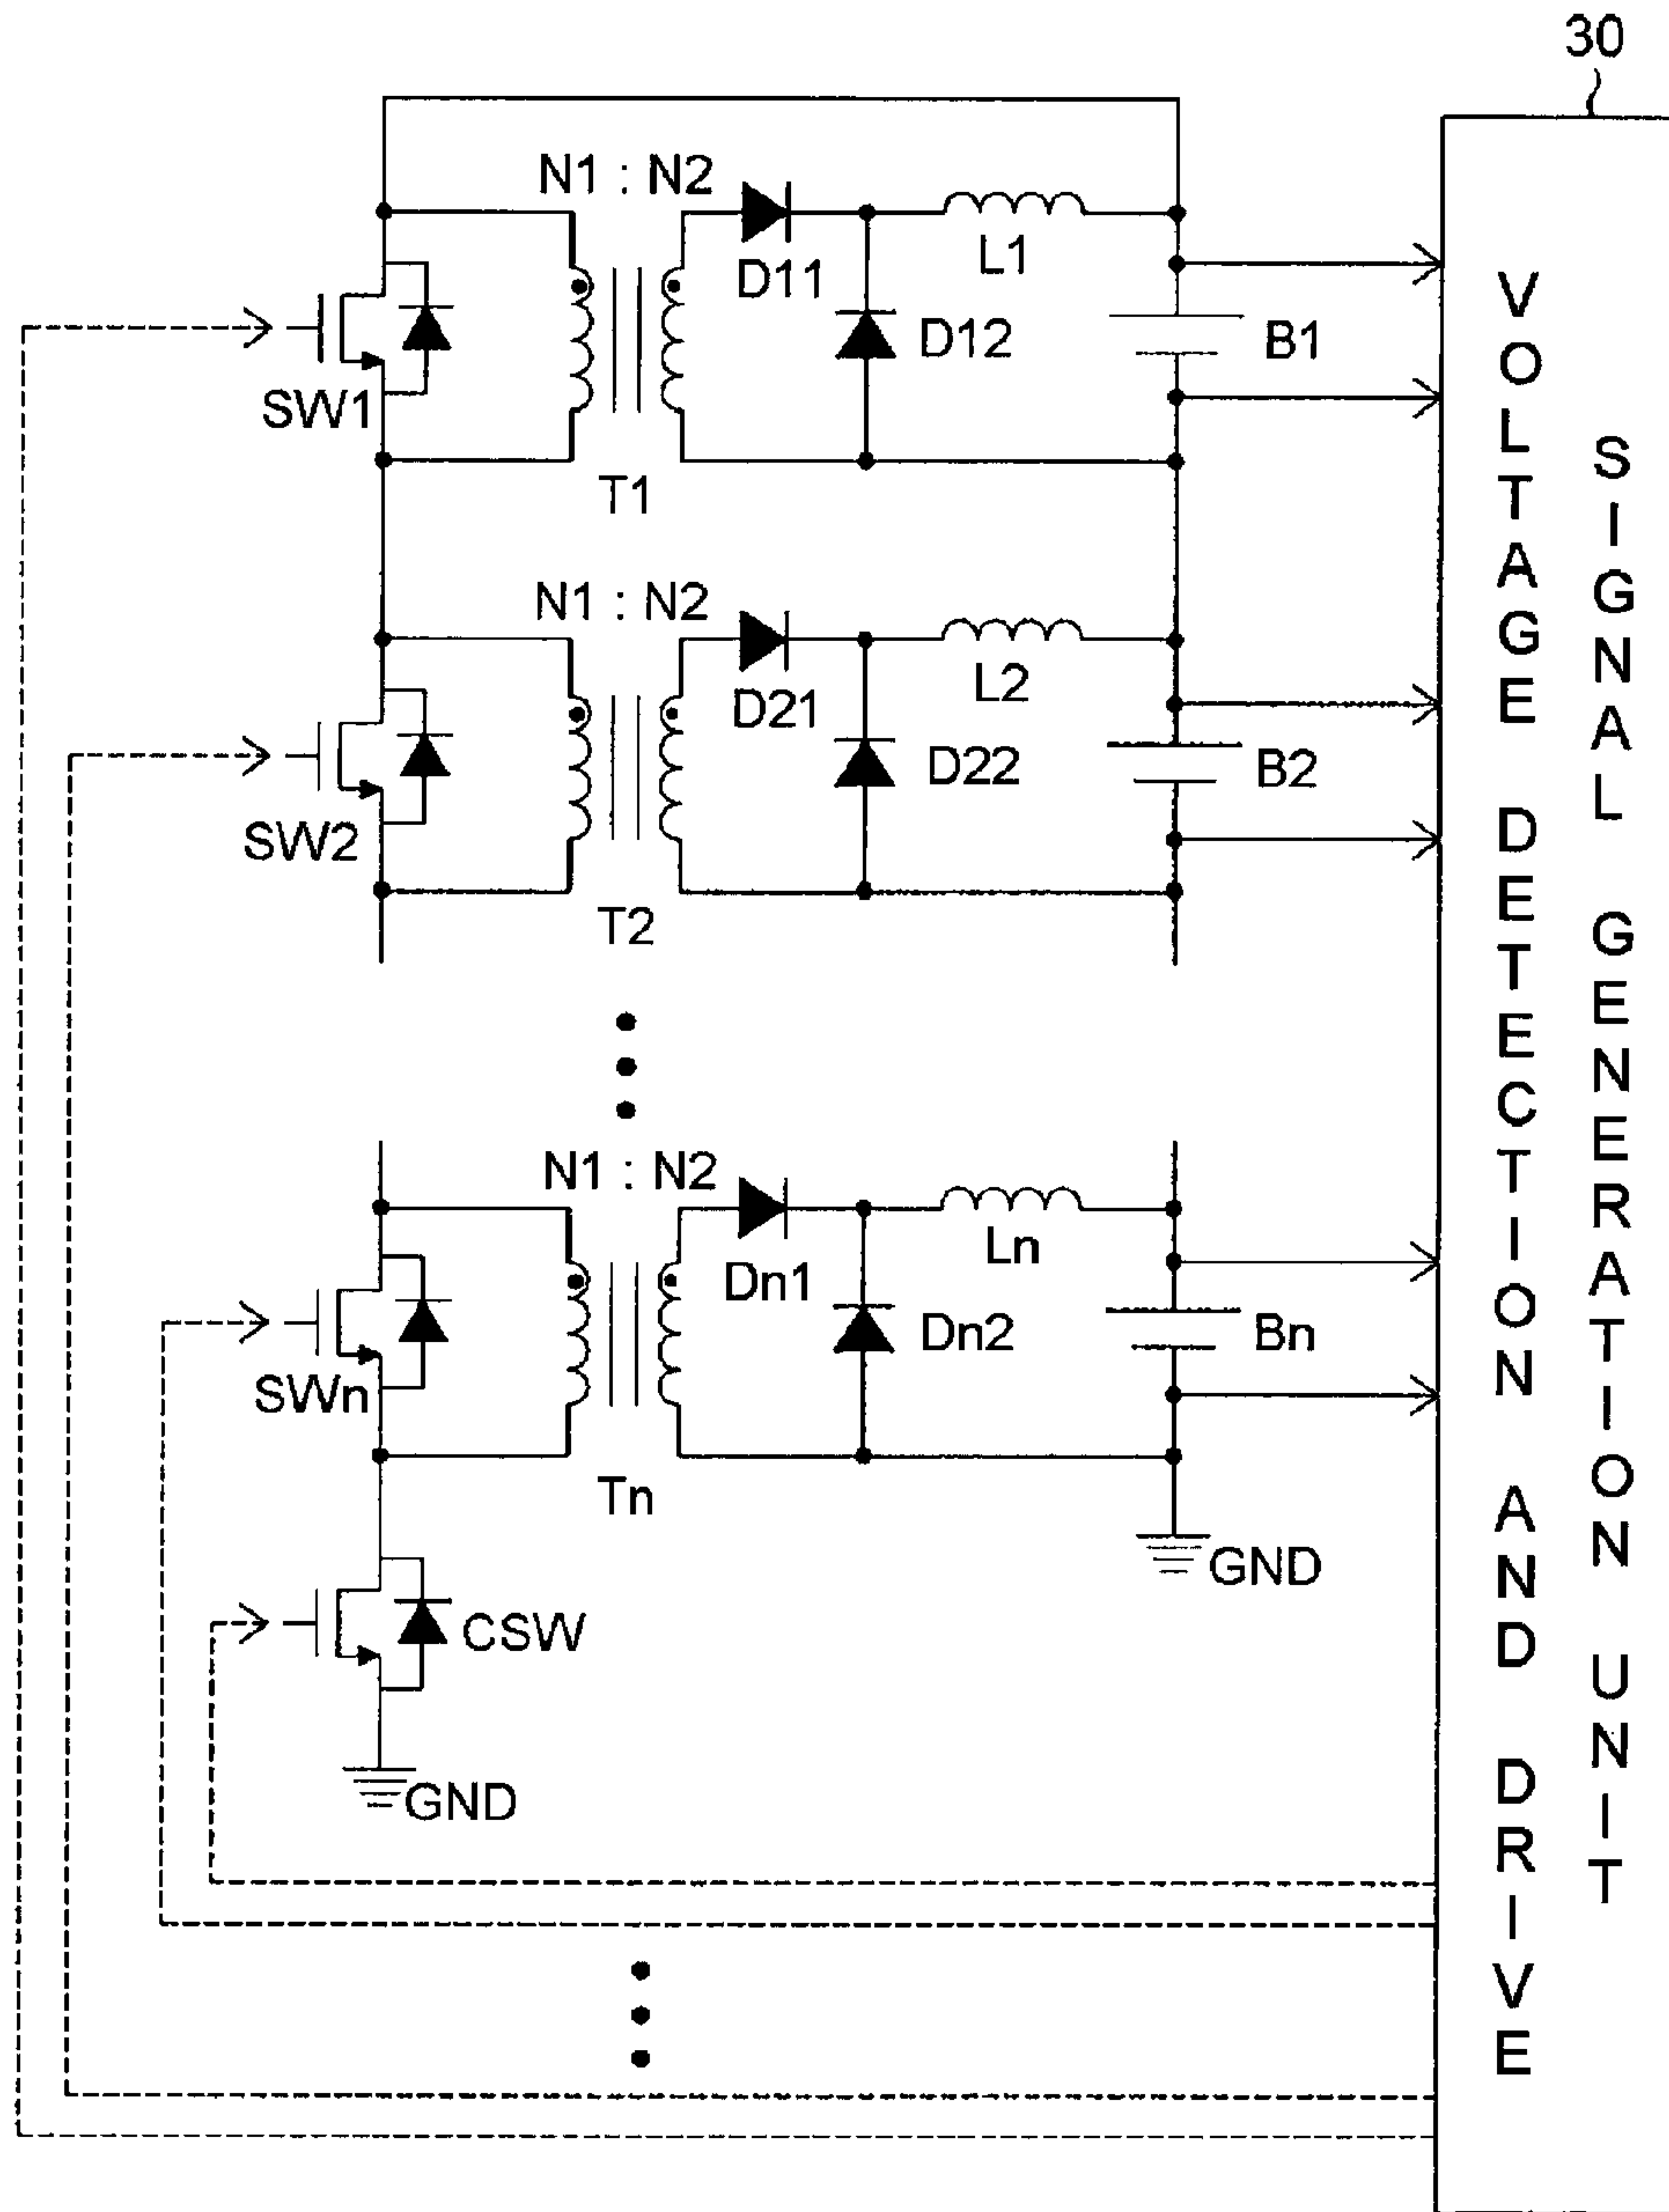 30
N1 : N2
D11
L1
D12
B1
SW1
T1
N1 : N2
D21
L2
D22
B2
SW2
T2
N1 : N2
Dn1
Ln
Dn2
Bn
SWn
Tn
GND
CSW
GND
VOLTAGE DETECTION AND DRIVE
SIGNAL GENERATION UNIT